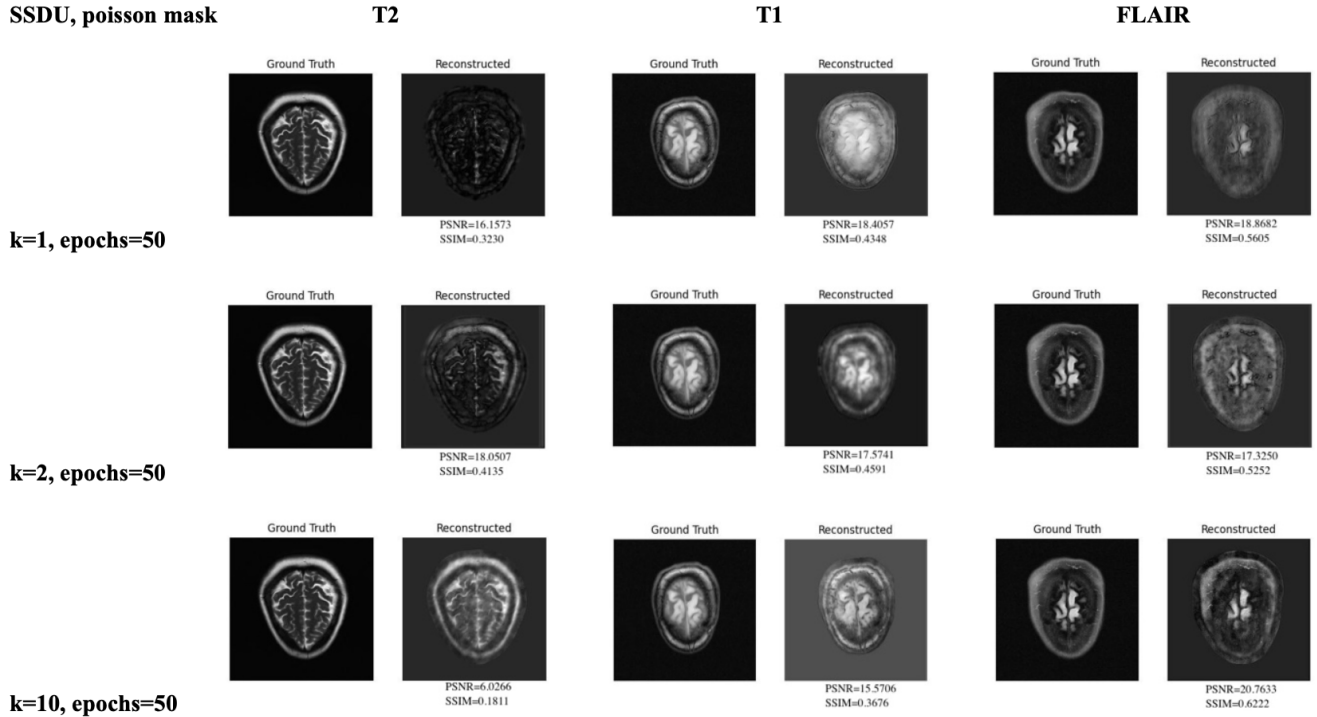 SSDU, poisson mask T2 T1 FLAIR
Ground Truth Reconstructed Ground Truth Reconstructed Ground Truth Reconstructed
PSNR=16.1573 PSNR=18.4057 PSNR=18.8682
SSIM=0.3230 SSIM=0.4348 SSIM=0.5605
k=1, epochs=50
Ground Truth Reconstructed Ground Truth Reconstructed Ground Truth Reconstructed
PSNR=18.0507 PSNR=17.5741 PSNR=17.3250
SSIM=0.4135 SSIM=0.4591 SSIM=0.5252
k=2, epochs=50
Ground Truth Reconstructed Ground Truth Reconstructed Ground Truth Reconstructed
PSNR=6.0266 PSNR=15.5706 PSNR=20.7633
SSIM=0.1811 SSIM=0.3676 SSIM=0.6222
k=10, epochs=50